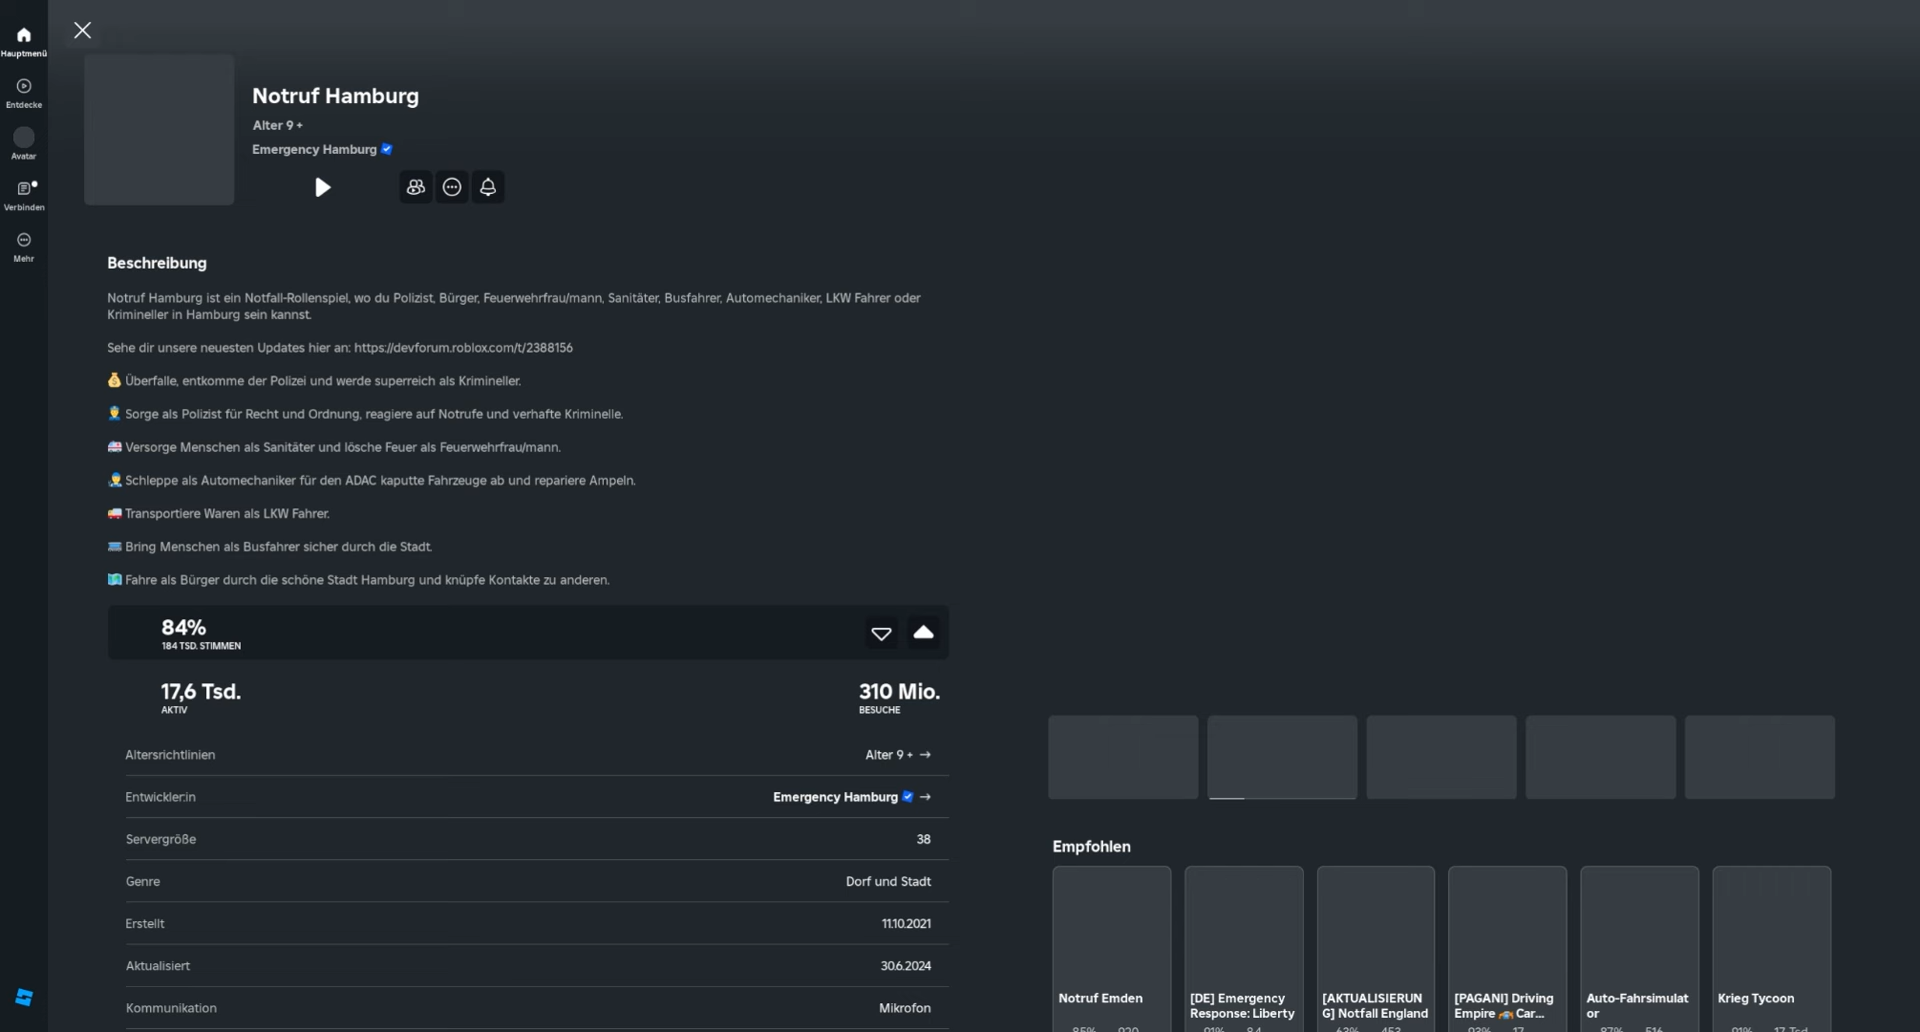 Hauptmenü
Entdecke
Avatar
Verbinden
Mehr
Notruf Hamburg
Alter 9 +
Emergency Hamburg
Beschreibung
Notruf Hamburg ist ein Notfall-Rollenspiel, wo du Polizist, Bürger, Feuerwehrfrau/mann, Sanitäter, Busfahrer, Automechaniker, LKW Fahrer oder
Krimineller in Hamburg sein kannst.
Sehe dir unsere neuesten Updates hier an: https://devforum.roblox.com/t/2388156
💰 Überfalle, entkomme der Polizei und werde superreich als Krimineller.
👮 Sorge als Polizist für Recht und Ordnung, reagiere auf Notrufe und verhafte Kriminelle.
🚑 Versorge Menschen als Sanitäter und lösche Feuer als Feuerwehrfrau/mann.
👨‍🔧 Schleppe als Automechaniker für den ADAC kaputte Fahrzeuge ab und repariere Ampeln.
🚛 Transportiere Waren als LKW Fahrer.
🚌 Bring Menschen als Busfahrer sicher durch die Stadt.
🗺️ Fahre als Bürger durch die schöne Stadt Hamburg und knüpfe Kontakte zu anderen.
84%
184 TSD. STIMMEN
17,6 Tsd.
AKTIV
310 Mio.
BESUCHE
Altersrichtlinien
Alter 9 + →
Entwickler:in
Emergency Hamburg →
Servergröße
38
Genre
Dorf und Stadt
Erstellt
11.10.2021
Aktualisiert
30.6.2024
Kommunikation
Mikrofon
Empfohlen
Notruf Emden
[DE] Emergency
Response: Liberty
[AKTUALISIERUN
G] Notfall England
[PAGANI] Driving
Empire 🚗 Car...
Auto-Fahrsimulat
or
Krieg Tycoon